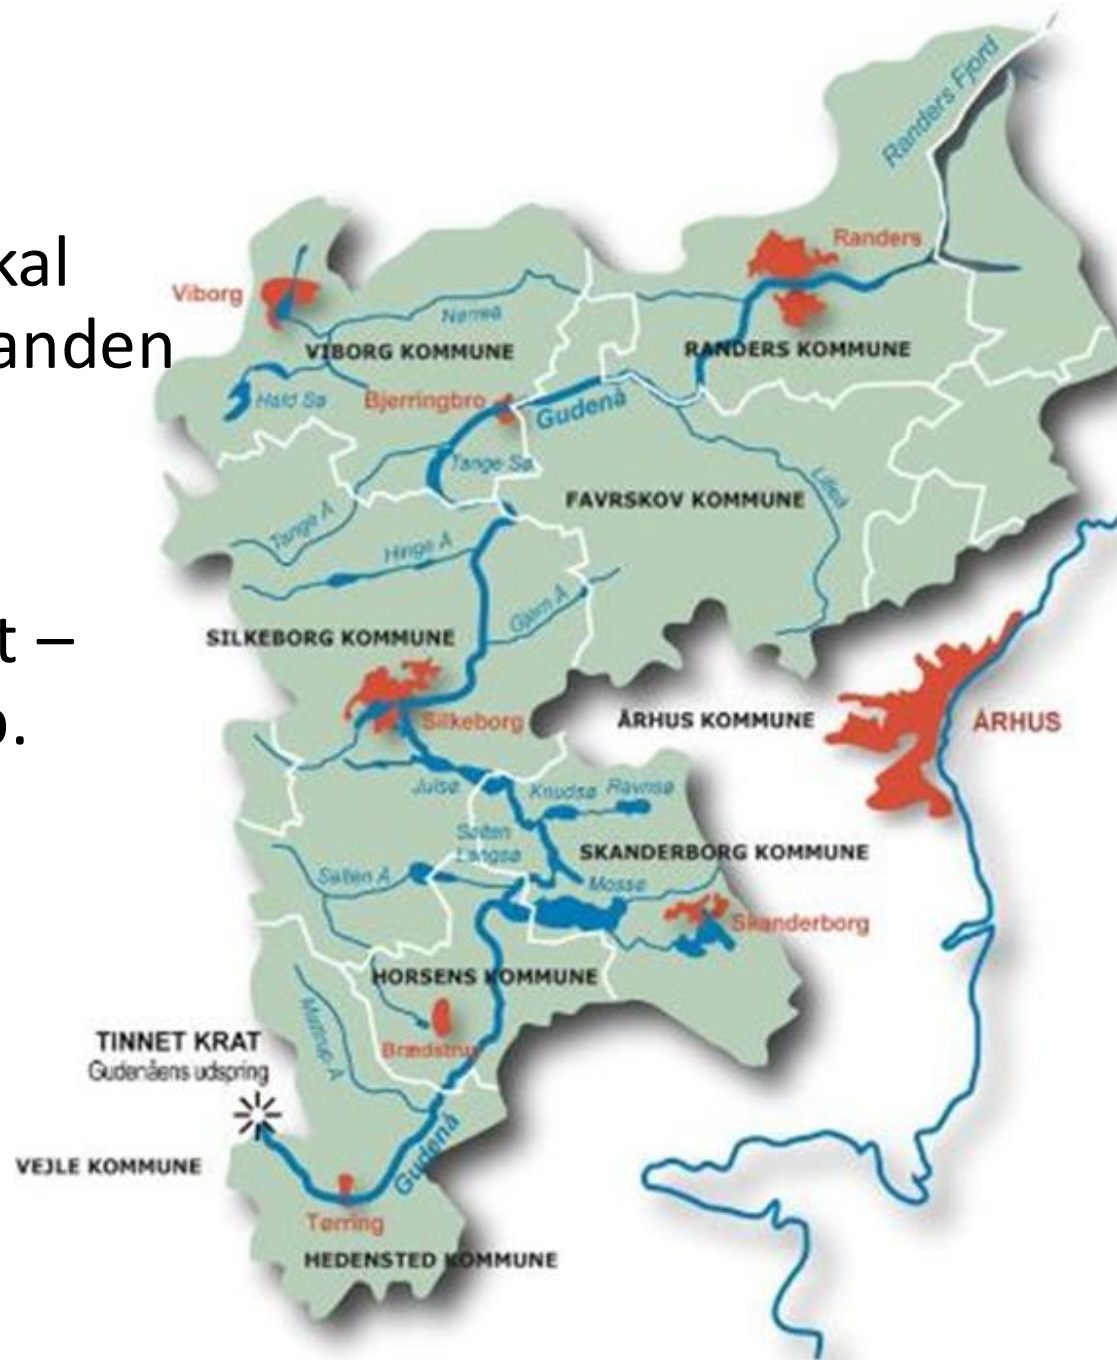 kal
anden
t –
.
Randers Fjord
Randers
Viborg
Nørreå
VIBORG KOMMUNE
RANDERS KOMMUNE
Hald Sø
Bjerringbro
Gudenå
Tange Sø
FAVRSKOV KOMMUNE
Lilleå
Tange Å
Hinge Å
Gjern Å
SILKEBORG KOMMUNE
Silkeborg
ÅRHUS KOMMUNE
ÅRHUS
Julsø
Knudsø
Ravnsø
Salten
Langsø
SKANDERBORG KOMMUNE
Salten Å
Mossø
Skanderborg
HORSENS KOMMUNE
Mattrup Å
Brædstrup
TINNET KRAT
Gudenåens udspring
VEJLE KOMMUNE
Gudenå
Tørring
HEDENSTED KOMMUNE